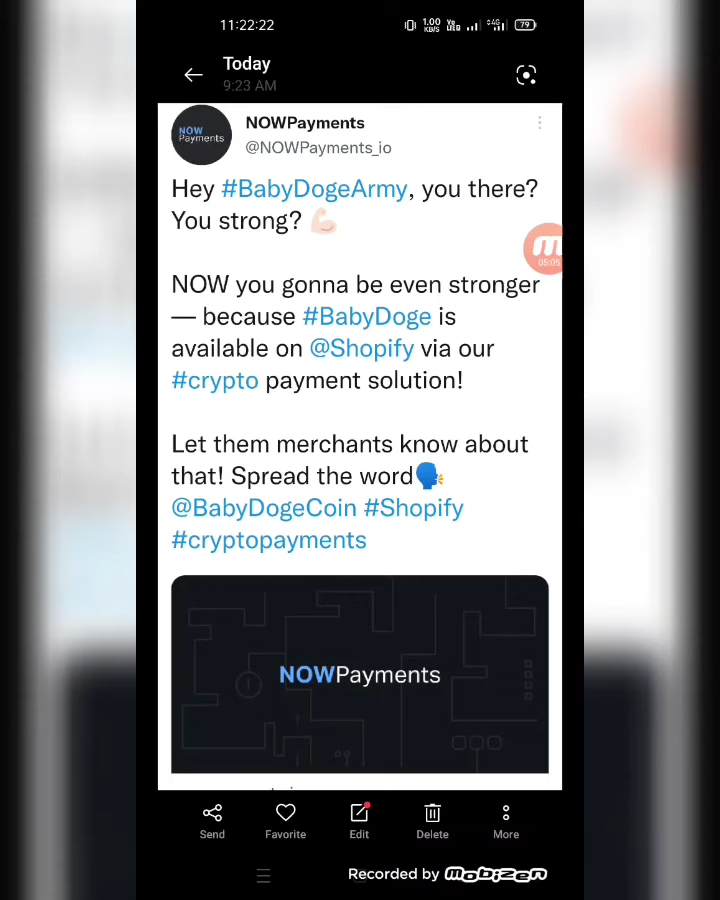 11:22:22
1.00 KB/S 4G 79
Today
9:23 AM
NOW Payments
NOWPayments
@NOWPayments_io
Hey #BabyDogeArmy, you there?
You strong? 💪🏻
05:05
NOW you gonna be even stronger
— because #BabyDoge is
available on @Shopify via our
#crypto payment solution!
Let them merchants know about
that! Spread the word🗣️
@BabyDogeCoin #Shopify
#cryptopayments
NOWPayments
Send Favorite Edit Delete More
Recorded by mobizen